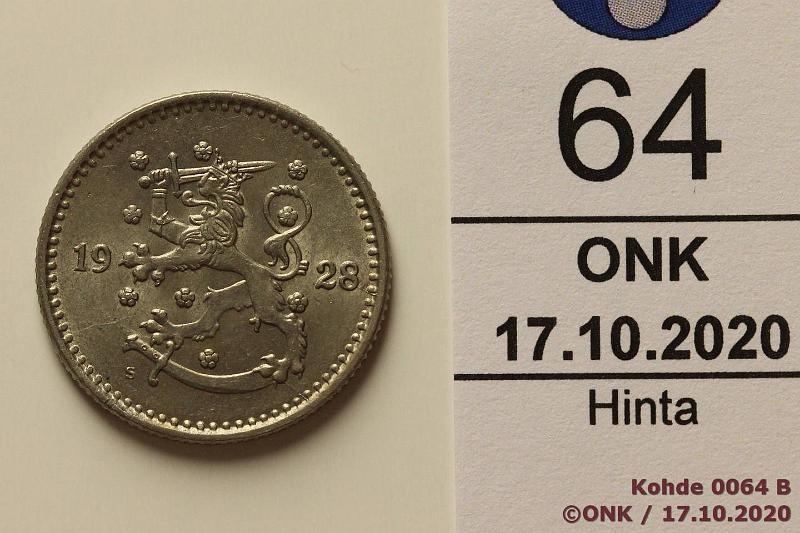 19 28
S
64
ONK
17.10.2020
Hinta
Kohde 0064 B
©ONK / 17.10.2020